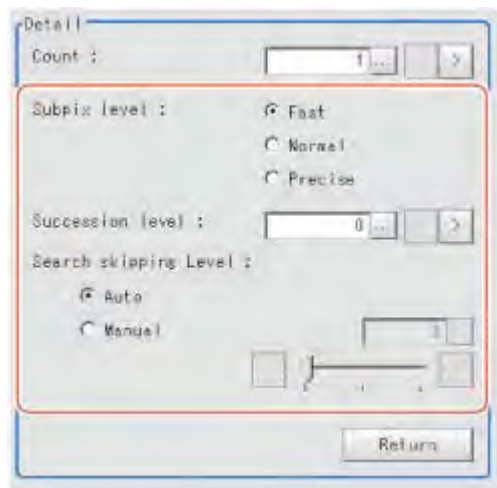 Detail
Count : 1 ... >
Subpix level : Fast
Normal
Precise
Succession level : 0 ... >
Search skipping Level :
Auto
Manual
Return